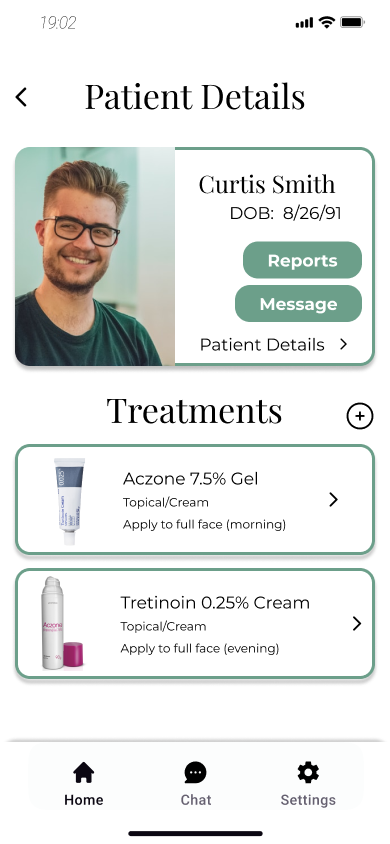 19:02
Patient Details
Curtis Smith
DOB: 8/26/91
Reports
Message
Patient Details
Treatments
Aczone 7.5% Gel
Topical/Cream
Apply to full face (morning)
Aczone
Tretinoin 0.25% Cream
Topical/Cream
Apply to full face (evening)
Home
Chat
Settings